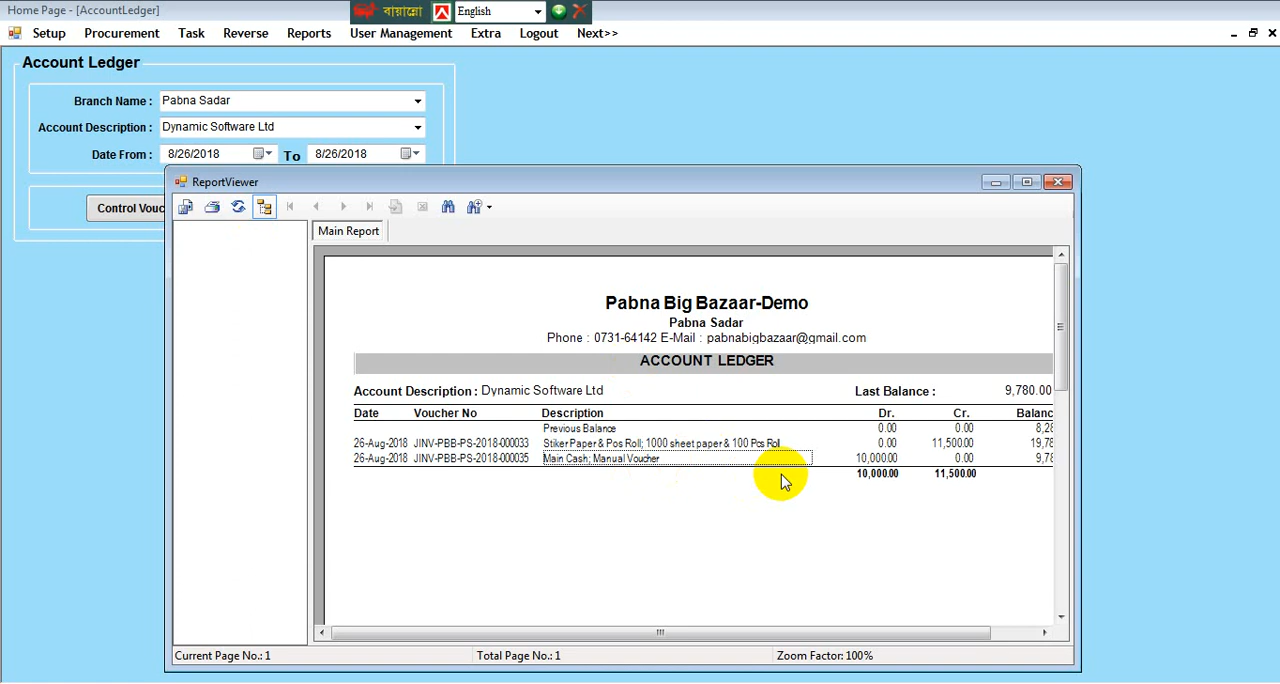 Home Page - [AccountLedger]
বায়ান্নো English
Setup Procurement Task Reverse Reports User Management Extra Logout Next>>
Account Ledger
Branch Name : Pabna Sadar
Account Description : Dynamic Software Ltd
Date From : 8/26/2018 To 8/26/2018
Control Vouc
ReportViewer
Main Report
Pabna Big Bazaar-Demo
Pabna Sadar
Phone : 0731-64142 E-Mail : pabnabigbazaar@gmail.com
ACCOUNT LEDGER
Account Description : Dynamic Software Ltd Last Balance : 9,780.00
Date Voucher No Description Dr. Cr. Balanc
Previous Balance 0.00 0.00 8,28
26-Aug-2018 JINV-PBB-PS-2018-000033 Stiker Paper & Pos Roll; 1000 sheet paper & 100 Pcs Roll 0.00 11,500.00 19,78
26-Aug-2018 JINV-PBB-PS-2018-000035 Main Cash; Manual Voucher 10,000.00 0.00 9,78
10,000.00 11,500.00
Current Page No.: 1 Total Page No.: 1 Zoom Factor: 100%